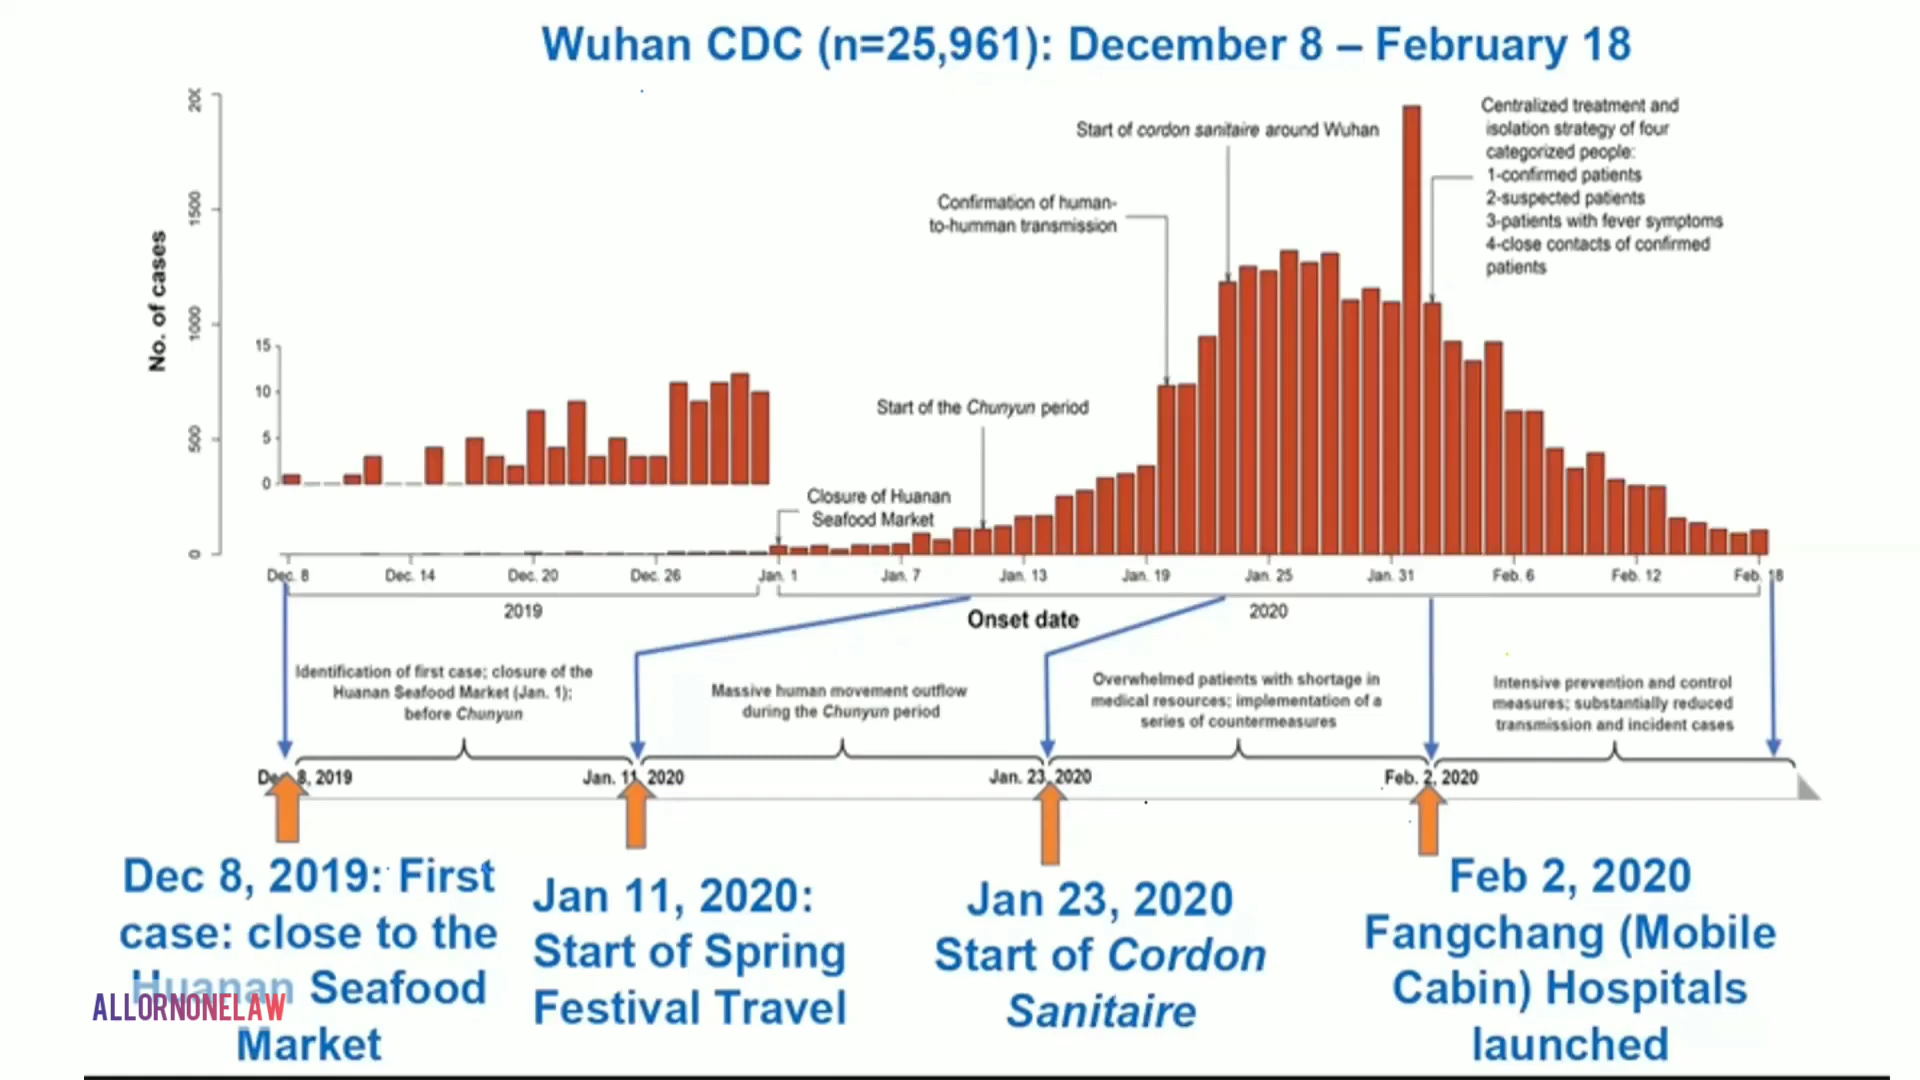 Wuhan CDC (n=25,961): December 8 – February 18
No. of cases
200
1500
1000
500
0
15
10
5
0
Centralized treatment and
isolation strategy of four
categorized people:
1-confirmed patients
2-suspected patients
3-patients with fever symptoms
4-close contacts of confirmed
patients
Start of cordon sanitaire around Wuhan
Confirmation of human-
to-humman transmission
Start of the Chunyun period
Closure of Huanan
Seafood Market
Dec. 8
Dec. 14
Dec. 20
Dec. 26
Jan. 1
Jan. 7
Jan. 13
Jan. 19
Jan. 25
Jan. 31
Feb. 6
Feb. 12
Feb. 18
2019
Onset date
2020
Identification of first case; closure of the
Huanan Seafood Market (Jan. 1);
before Chunyun
Massive human movement outflow
during the Chunyun period
Overwhelmed patients with shortage in
medical resources; implementation of a
series of countermeasures
Intensive prevention and control
measures; substantially reduced
transmission and incident cases
Dec. 8, 2019
Jan. 11, 2020
Jan. 23, 2020
Feb. 2, 2020
Dec 8, 2019: First
case: close to the
Huanan Seafood
Market
Jan 11, 2020:
Start of Spring
Festival Travel
Jan 23, 2020
Start of Cordon
Sanitaire
Feb 2, 2020
Fangchang (Mobile
Cabin) Hospitals
launched
ALLORNONELAW